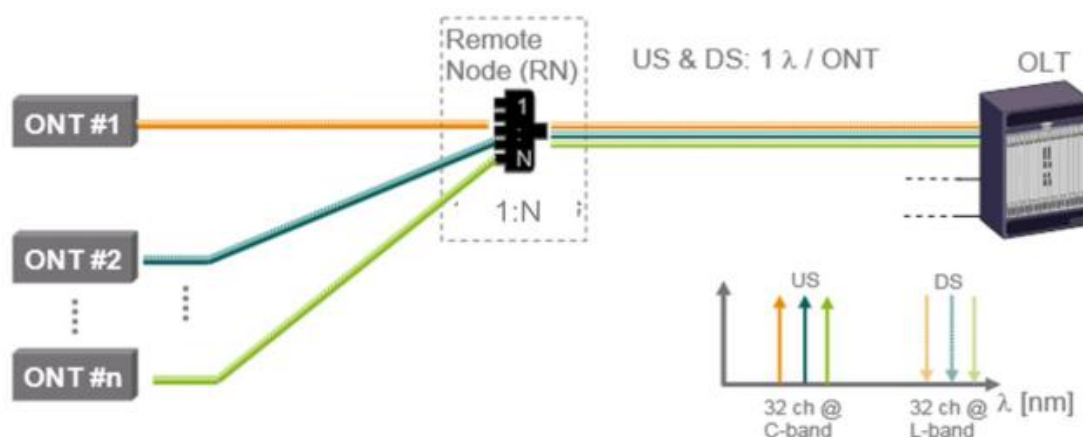 Remote
Node (RN)
US & DS: 1 λ / ONT
OLT
ONT #1
1
N
1:N
ONT #2
ONT #n
US
DS
32 ch @
C-band
32 ch @
L-band
λ [nm]